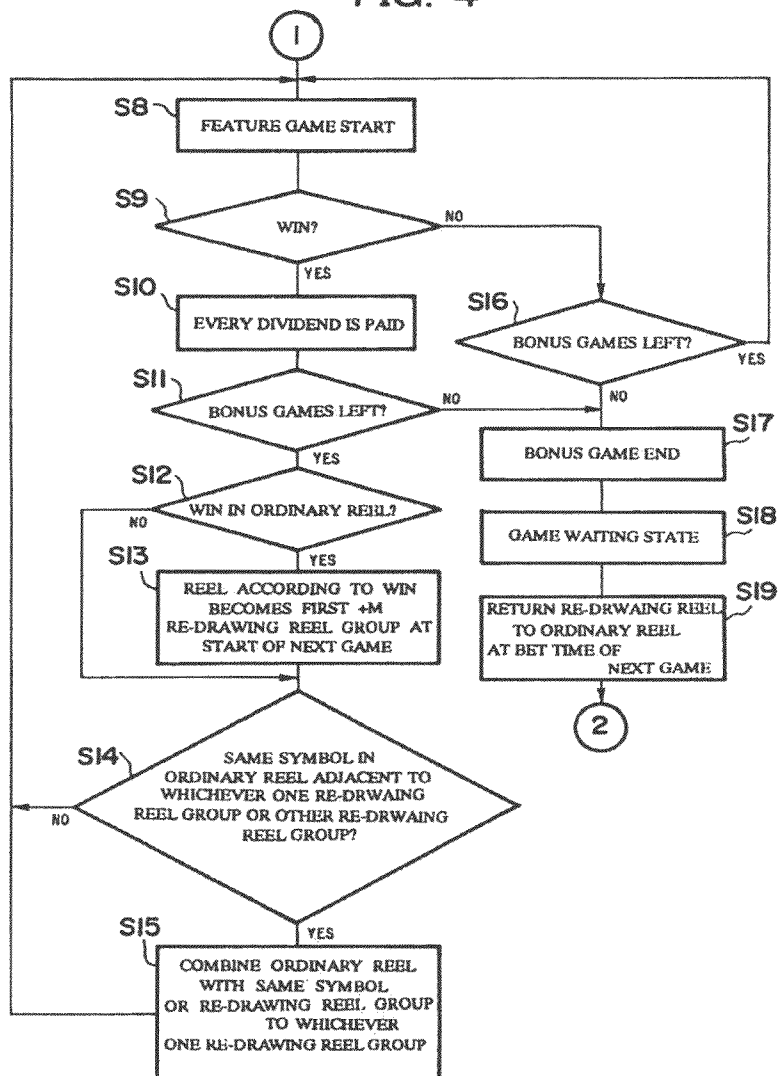 FIG. 4
1
S8
FEATURE GAME START
S9
WIN?
NO
YES
S10
EVERY DIVIDEND IS PAID
S16
BONUS GAMES LEFT?
YES
NO
S11
BONUS GAMES LEFT?
NO
YES
S17
BONUS GAME END
S12
WIN IN ORDINARY REEL?
NO
YES
S18
GAME WAITING STATE
S13
REEL ACCORDING TO WIN
BECOMES FIRST +M
RE-DRAWING REEL GROUP AT
START OF NEXT GAME
S19
RETURN RE-DRWAING REEL
TO ORDINARY REEL
AT BET TIME OF
NEXT GAME
2
S14
SAME SYMBOL IN
ORDINARY REEL ADJACENT TO
WHICHEVER ONE RE-DRWAING
REEL GROUP OR OTHER RE-DRWAING
REEL GROUP?
NO
YES
S15
COMBINE ORDINARY REEL
WITH SAME SYMBOL
OR RE-DRAWING REEL GROUP
TO WHICHEVER
ONE RE-DRAWING REEL GROUP